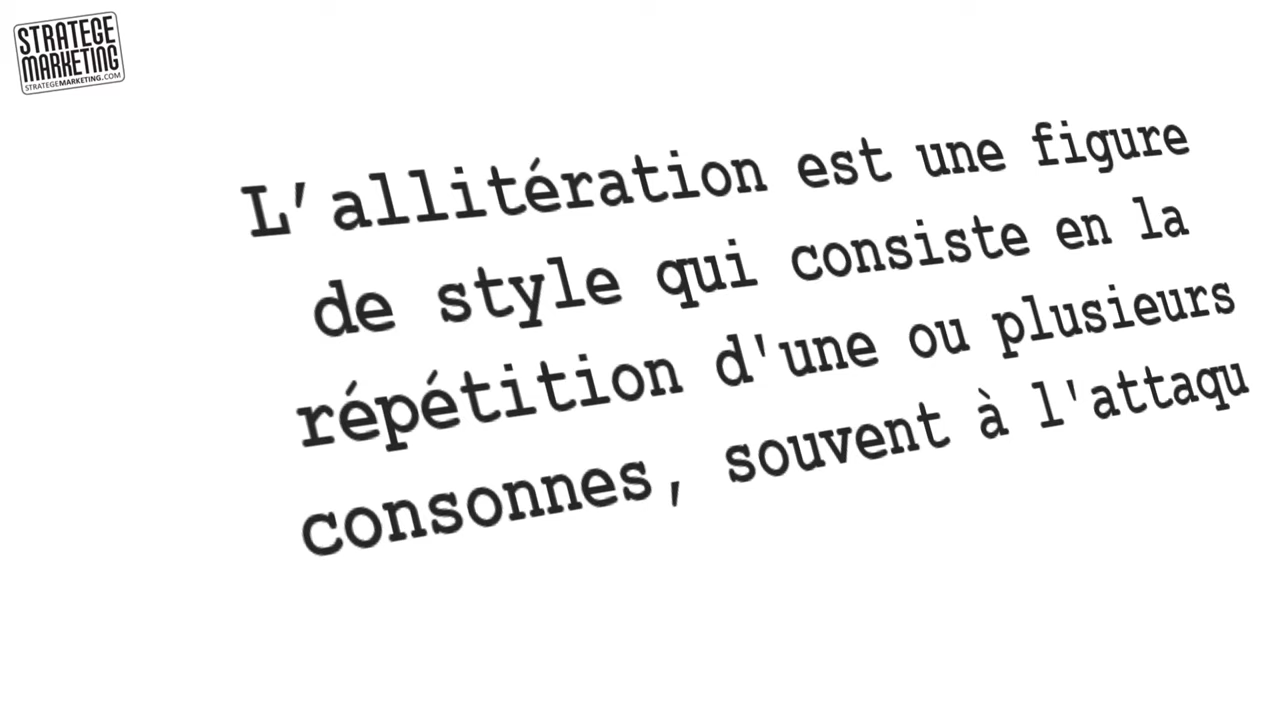 STRATEGE
MARKETING
STRATEGEMARKETING.COM
L’allitération est une figure
de style qui consiste en la
répétition d'une ou plusieurs
consonnes, souvent à l'attaqu